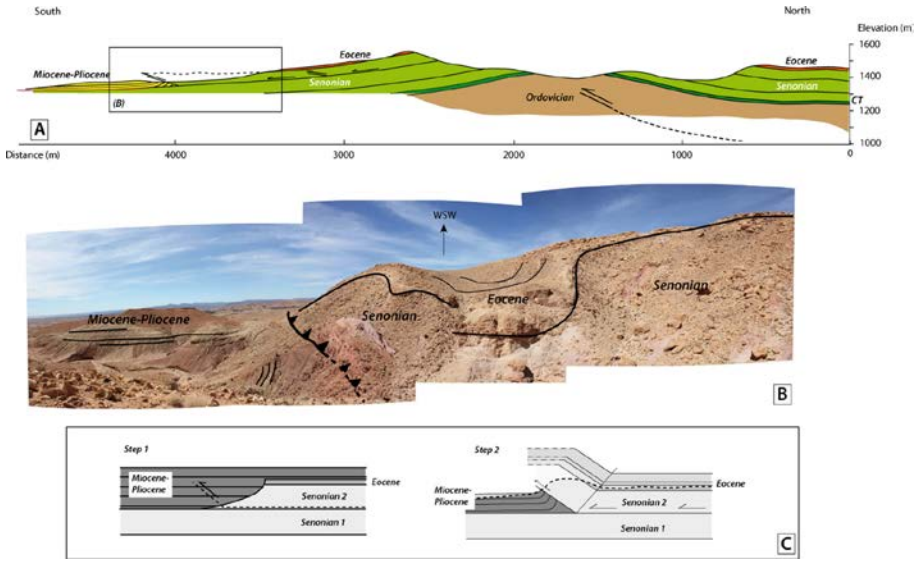 South
North
Elevation (m)
1600
Eocene
Eocene
Miocene-Pliocene
1400
Senonian
Senonian
(B)
Ordovician
CT
1200
A
1000
Distance (m)
4000
3000
2000
1000
0
WSW
Miocene-Pliocene
Senonian
Eocene
Senonian
B
Step 1
Miocene-
Pliocene
Eocene
Senonian 2
Senonian 1
Step 2
Miocene-
Pliocene
Eocene
Senonian 2
Senonian 1
C